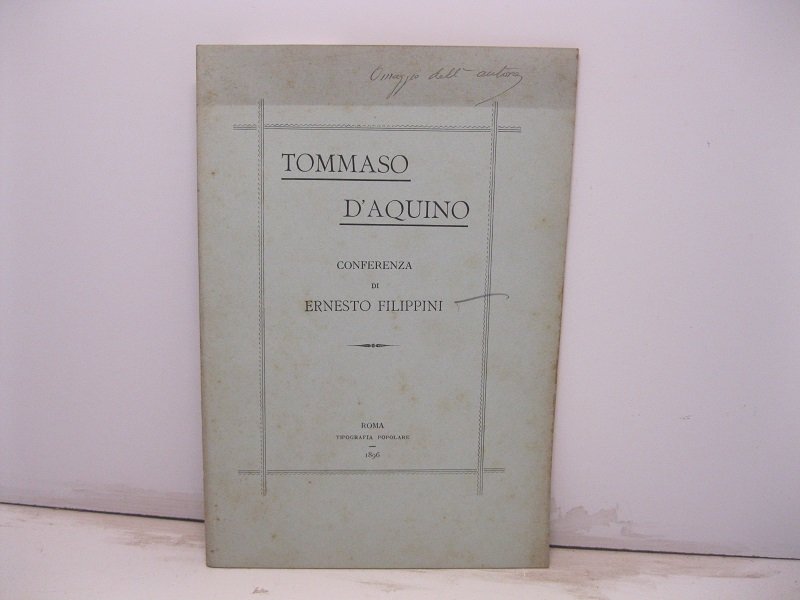 Omaggio dell' autore
TOMMASO
D'AQUINO
CONFERENZA
DI
ERNESTO FILIPPINI
ROMA
TIPOGRAFIA POPOLARE
1896